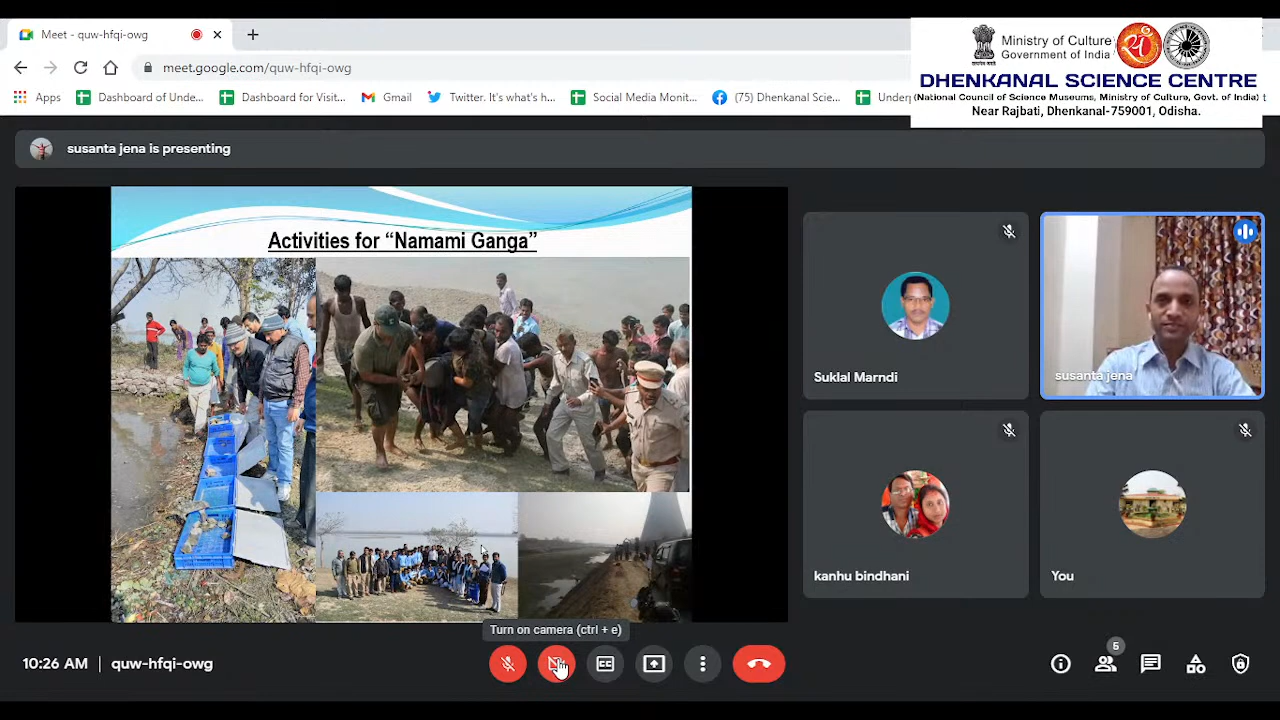 Meet - quw-hfqi-owg
meet.google.com/quw-hfqi-owg
Apps
Dashboard of Unde...
Dashboard for Visit...
Gmail
Twitter. It's what's h...
Social Media Monit...
(75) Dhenkanal Scie...
Ministry of Culture
Government of India
DHENKANAL SCIENCE CENTRE
(National Council of Science Museums, Ministry of Culture, Govt. of India)
Near Rajbati, Dhenkanal-759001, Odisha.
susanta jena is presenting
Activities for “Namami Ganga”
Suklal Marndi
susanta jena
kanhu bindhani
You
Turn on camera (ctrl + e)
10:26 AM | quw-hfqi-owg
CC
5